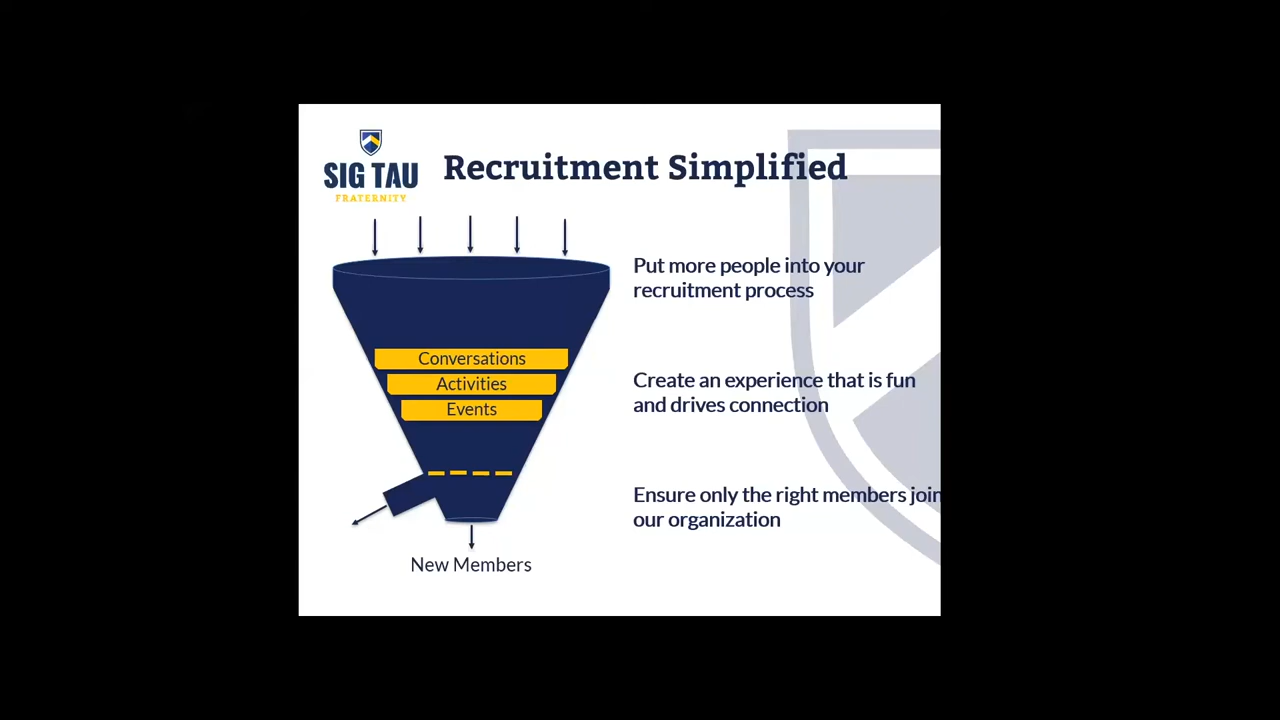 SIG TAU
FRATERNITY
Recruitment Simplified
Put more people into your
recruitment process
Conversations
Activities
Events
Create an experience that is fun
and drives connection
Ensure only the right members join
our organization
New Members